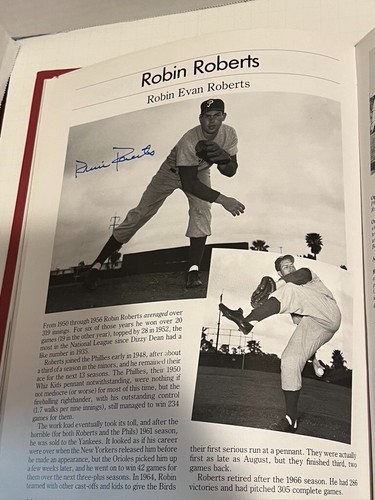 Robin Roberts
Robin Evan Roberts
P
Robin Roberts
From 1950 through 1956 Robin Roberts averaged over
319 innings. For six of those years he won over 20
games (19 in the other year), topped by 28 in 1952, the
most in the National League since Dizzy Dean had a
like number in 1935.
Roberts joined the Phillies early in 1948, after about
a third of a season in the minors, and he remained their
ace for the next 13 seasons. The Phillies, their 1950
Whiz Kids pennant notwithstanding, were nothing if
not mediocre (or worse) for most of this time, but the
fireballing righthander, with his outstanding control
(1.7 walks per nine innings), still managed to win 234
games for them.
The work load eventually took its toll, and after the
horrible (for both Roberts and the Phils) 1961 season,
he was sold to the Yankees. It looked as if his career
were over when the Yankees released him before
he made an appearance, but the Orioles picked him up
a few weeks later, and he went on to win 42 games for
them over the next three-plus seasons. In 1964, Robin
teamed with other cast-offs and kids to give the Birds
their first serious run at a pennant. They were actually
first as late as August, but they finished third, two
games back.
Roberts retired after the 1966 season. He had 286
victories and had pitched 305 complete games.